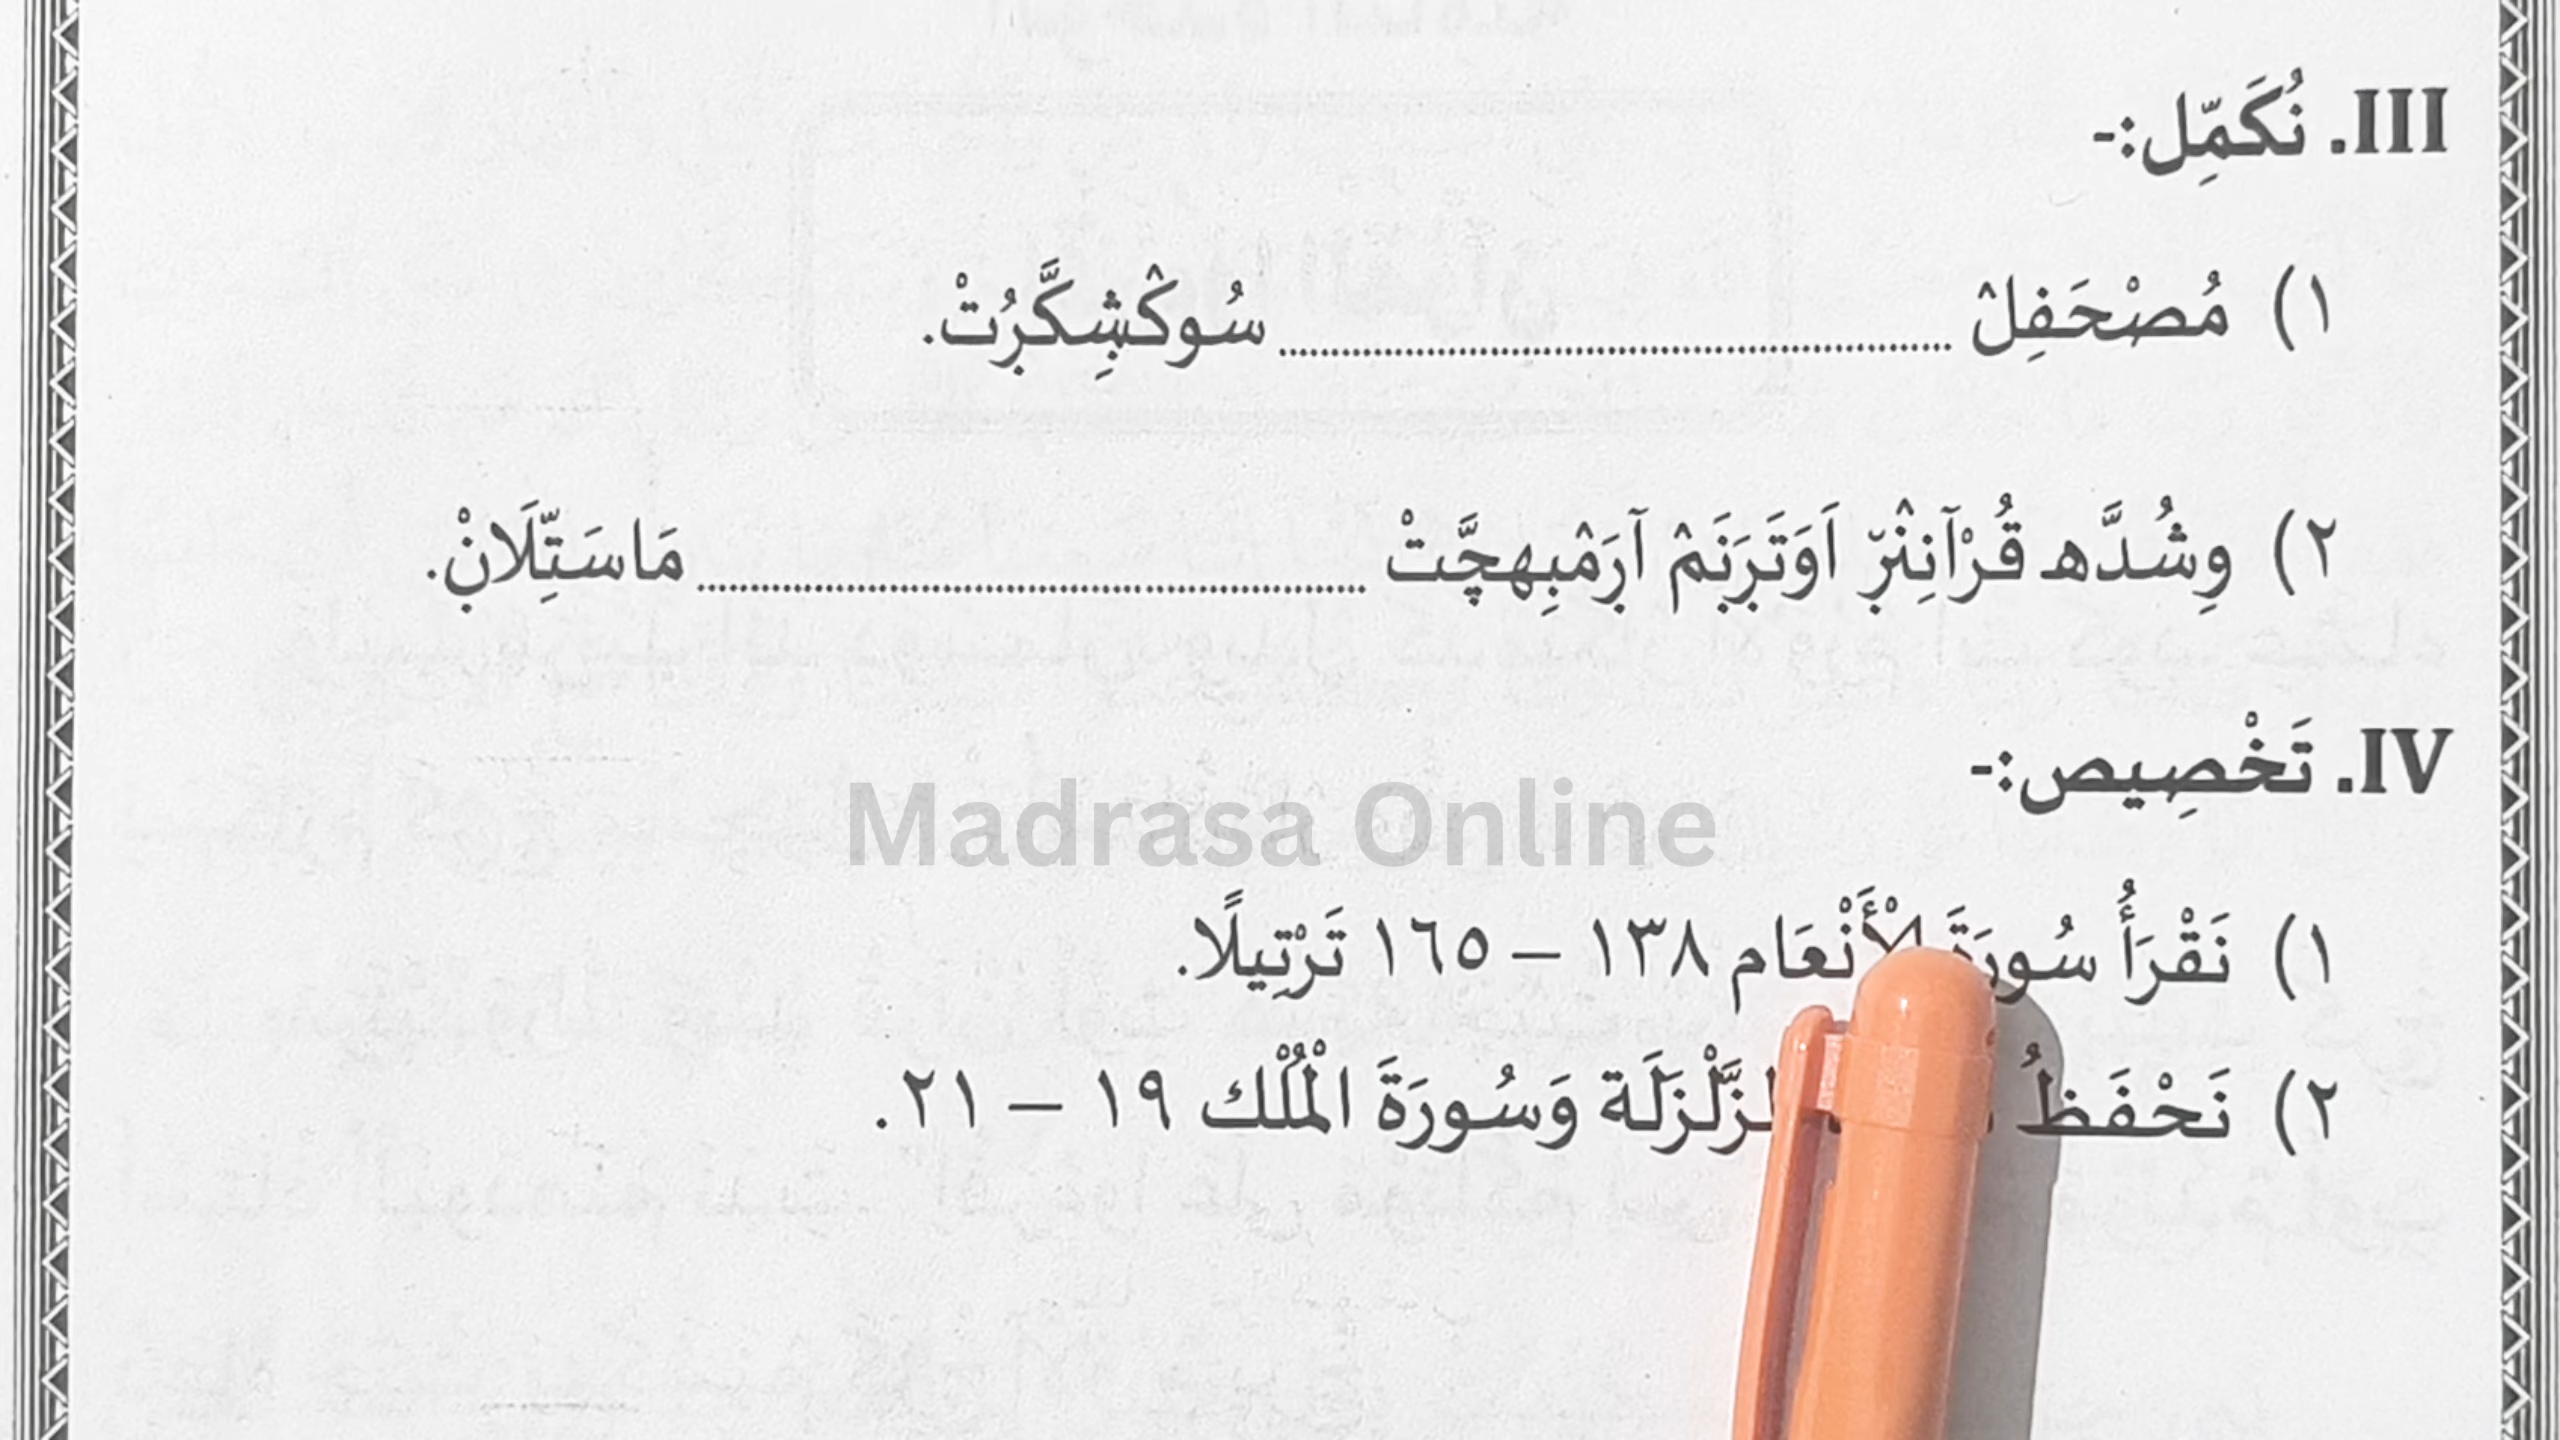 III. نُكَمِّل:-
١) مُصْحَفِلْ ........................ سُوكْشِكَّرُتْ.
٢) وِشُدَّه قُرْآنِنْرٜ اَوَتَرَنَمْ آرَمْبِهچَّتْ ........................ مَاسَتِّلَانْ.
IV. تَخْصِيص:-
Madrasa Online
١) نَقْرَأُ سُورَةَ الْأَنْعَام ١٣٨ – ١٦٥ تَرْتِيلًا.
٢) نَحْفَظُ الزَّلْزَلَة وَسُورَةَ الْمُلْك ١٩ – ٢١.